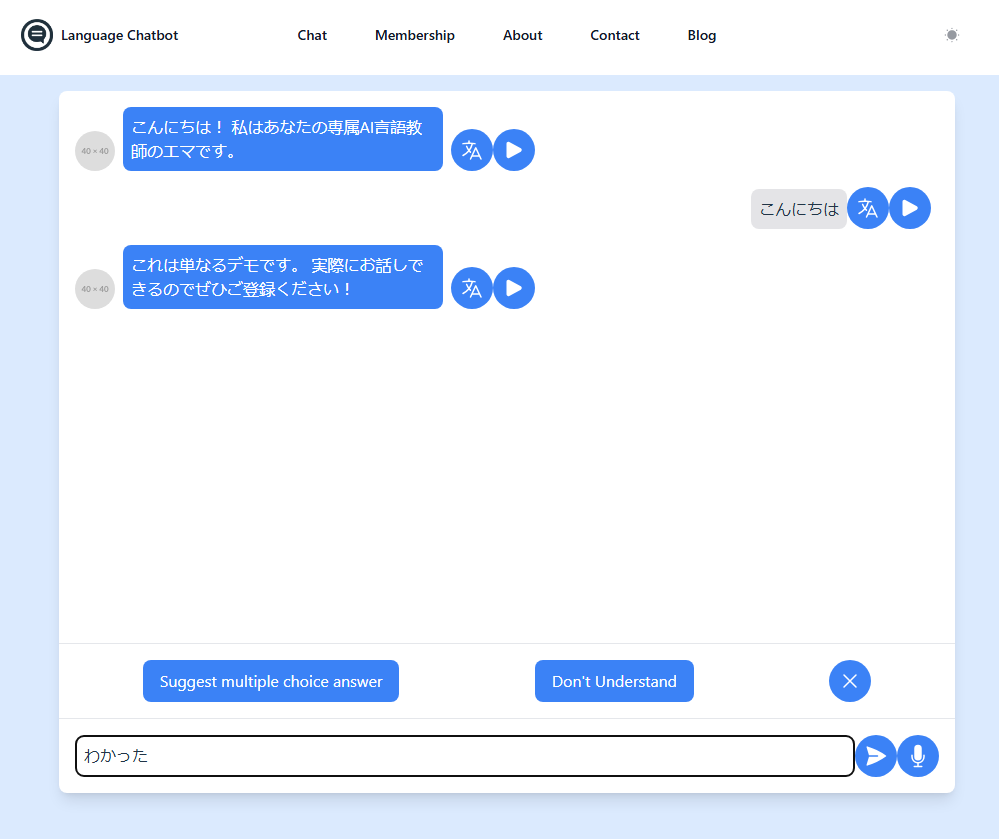 Language Chatbot
Chat
Membership
About
Contact
Blog
こんにちは！ 私はあなたの専属AI言語教
師のエマです。
40×40
こんにちは
これは単なるデモです。 実際にお話しで
きるのでぜひご登録ください！
40×40
Suggest multiple choice answer
Don't Understand
わかった